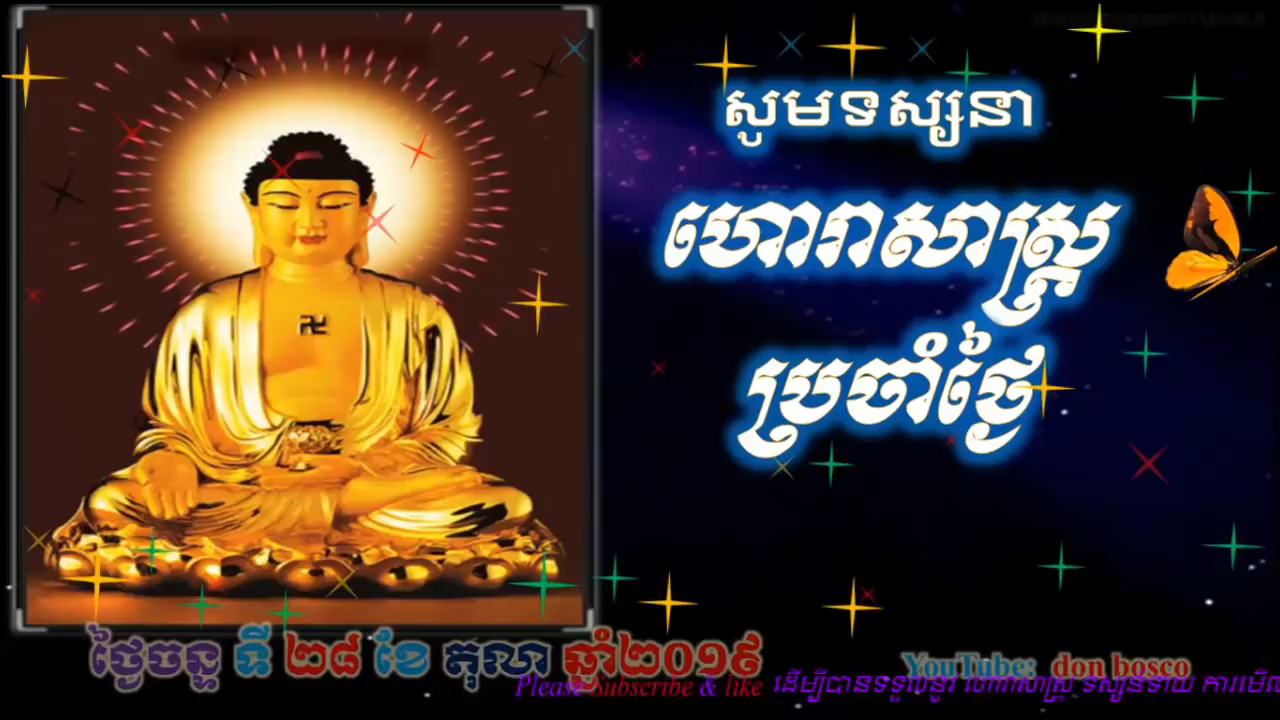 សូមទស្សនា
ហោរាសាស្ត្រ
ប្រចាំថ្ងៃ
ថ្ងៃចន្ទ ទី ២៨ ខែ តុលា ឆ្នាំ២០១៩
YouTube: don bosco
Please Subscribe & like ដើម្បីបានទទួលនូវ ហោរាសាស្ត្រ ទស្សន៍ទាយ ការមើល